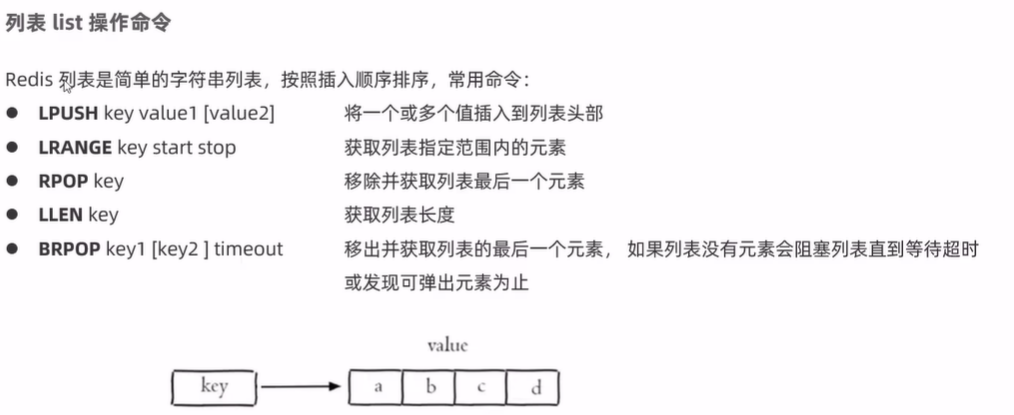 列表 list 操作命令
Redis 列表是简单的字符串列表，按照插入顺序排序，常用命令：
● LPUSH key value1 [value2] 将一个或多个值插入到列表头部
● LRANGE key start stop 获取列表指定范围内的元素
● RPOP key 移除并获取列表最后一个元素
● LLEN key 获取列表长度
● BRPOP key1 [key2 ] timeout 移出并获取列表的最后一个元素， 如果列表没有元素会阻塞列表直到等待超时
或发现可弹出元素为止
value
key a b c d